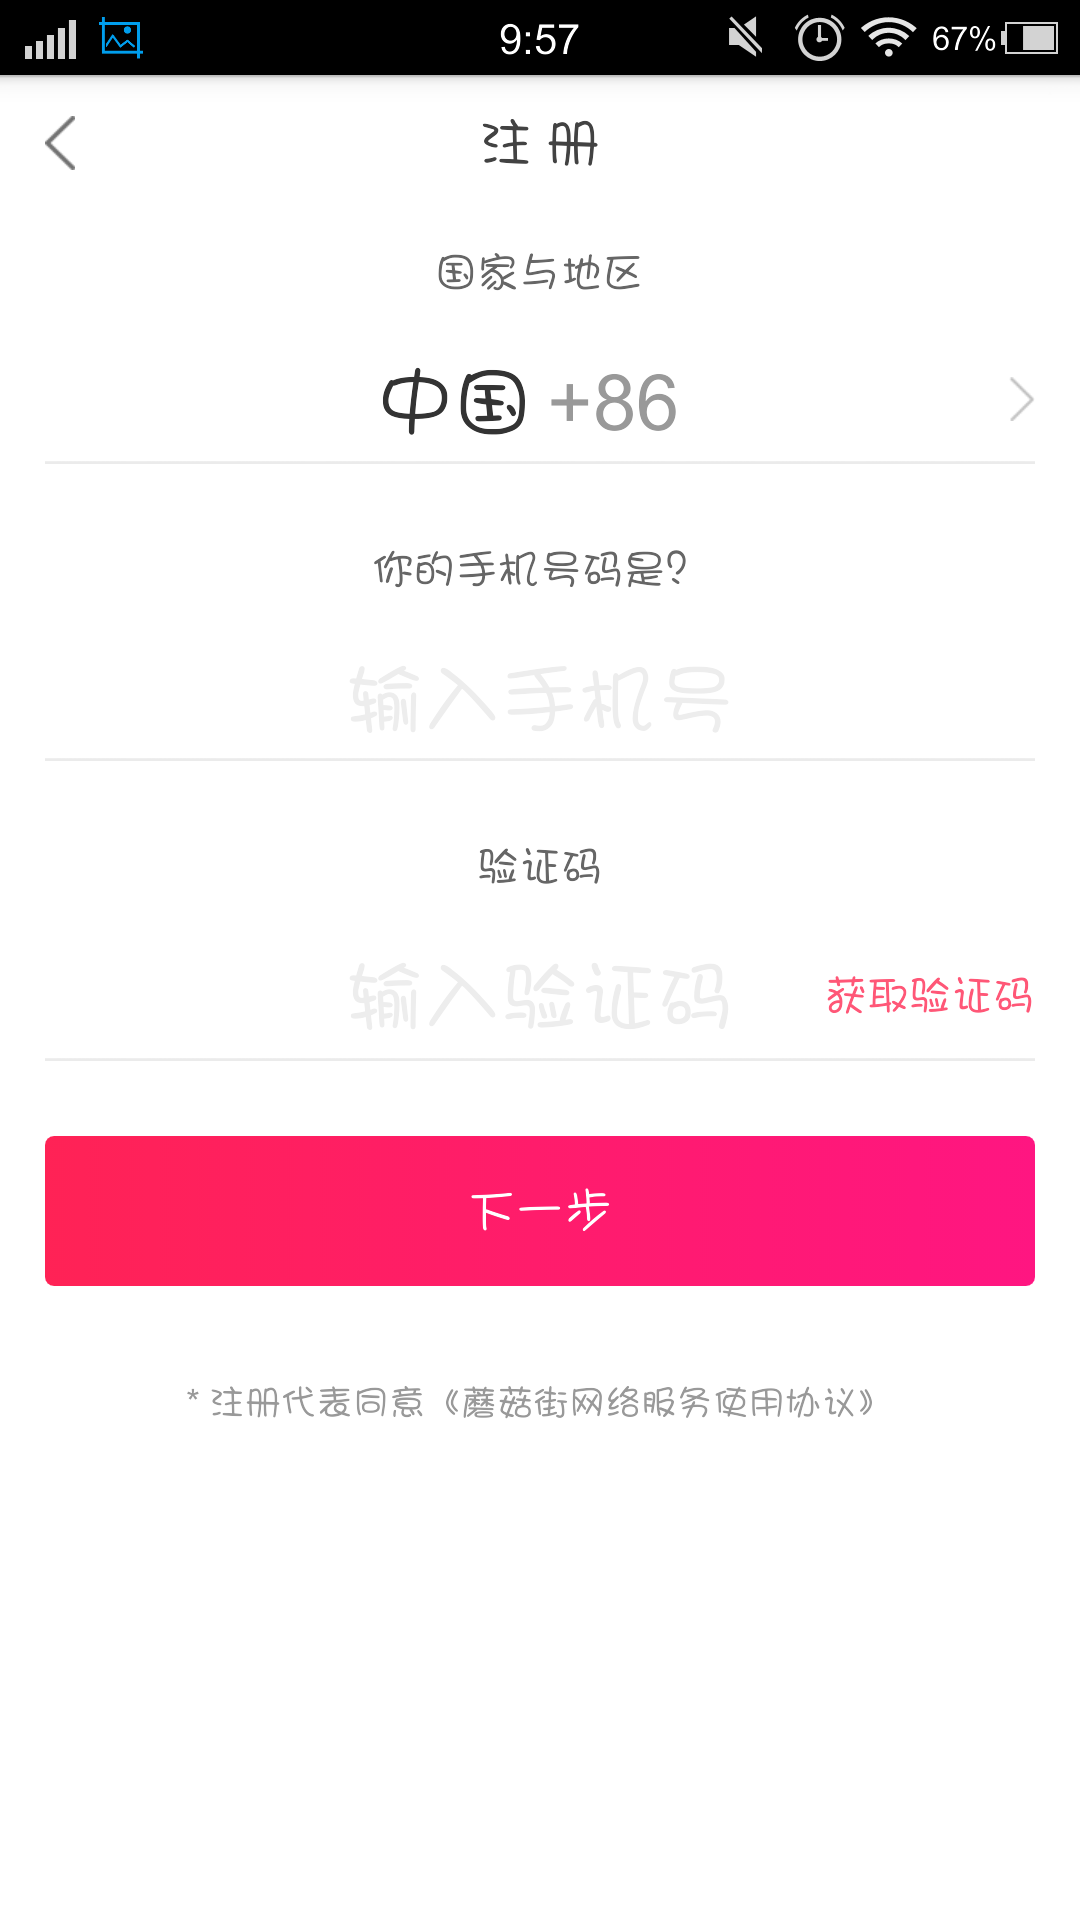 9:57 67%
注册
国家与地区
中国 +86
你的手机号码是?
输入手机号
验证码
输入验证码 获取验证码
下一步
* 注册代表同意《蘑菇街网络服务使用协议》